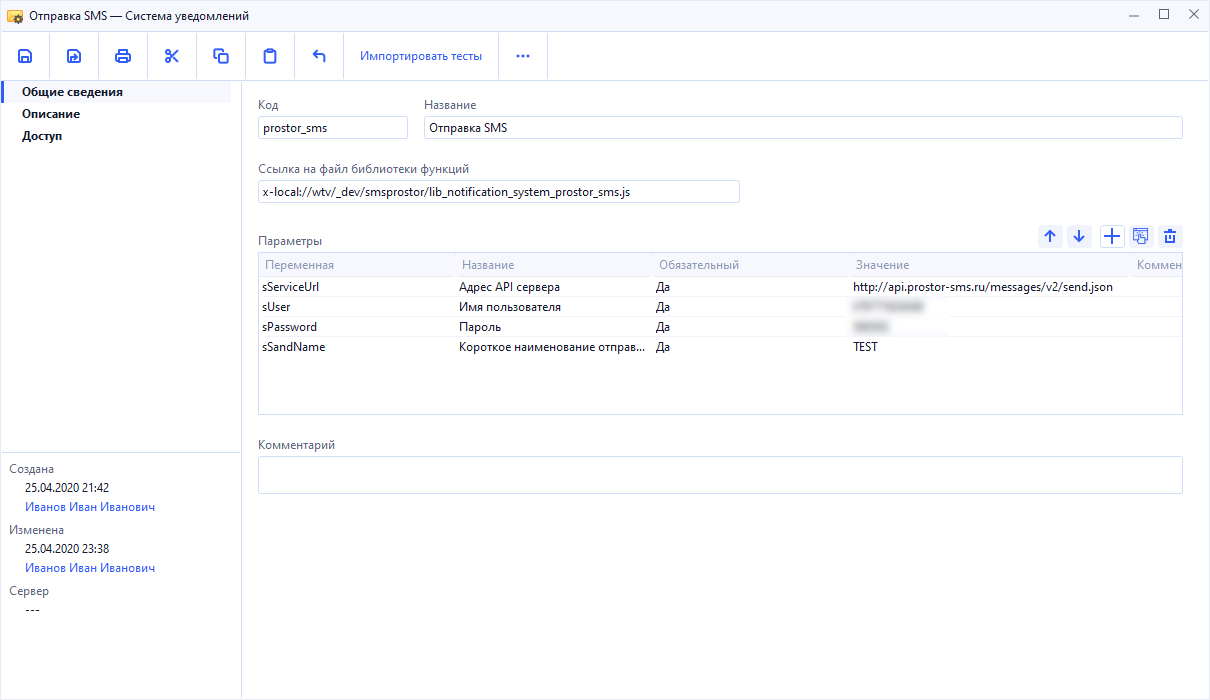 Отправка SMS — Система уведомлений
Импортировать тесты
Общие сведения
Описание
Доступ
Код Название
prostor_sms Отправка SMS
Ссылка на файл библиотеки функций
x-local://wtv/_dev/smsprostor/lib_notification_system_prostor_sms.js
Параметры
Переменная Название Обязательный Значение Коммен
sServiceUrl Адрес API сервера Да http://api.prostor-sms.ru/messages/v2/send.json
sUser Имя пользователя Да
sPassword Пароль Да
sSandName Короткое наименование отправ... Да TEST
Комментарий
Создана
25.04.2020 21:42
Иванов Иван Иванович
Изменена
25.04.2020 23:38
Иванов Иван Иванович
Сервер
---